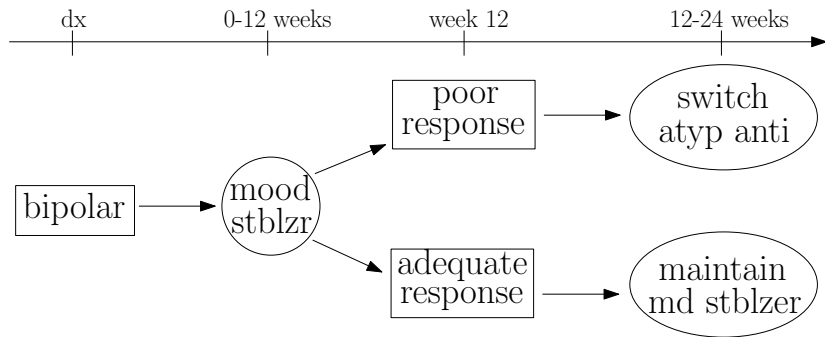 dx
0-12 weeks
week 12
12-24 weeks
bipolar
mood
stblzr
poor
response
switch
atyp anti
adequate
response
maintain
md stblzer